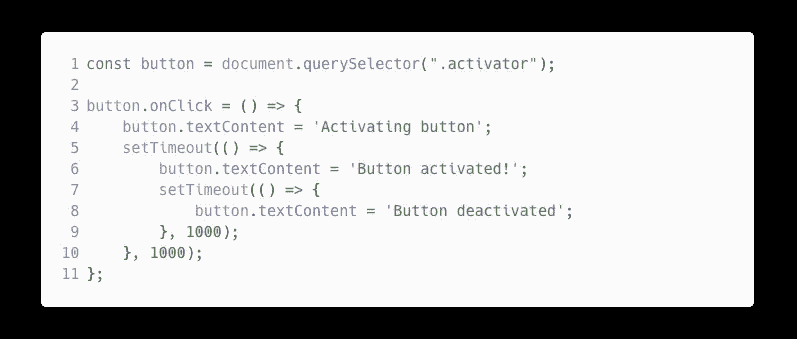 1 const button = document.querySelector(".activator");
2
3 button.onClick = () => {
4     button.textContent = 'Activating button';
5     setTimeout(() => {
6         button.textContent = 'Button activated!';
7         setTimeout(() => {
8             button.textContent = 'Button deactivated';
9         }, 1000);
10     }, 1000);
11 };